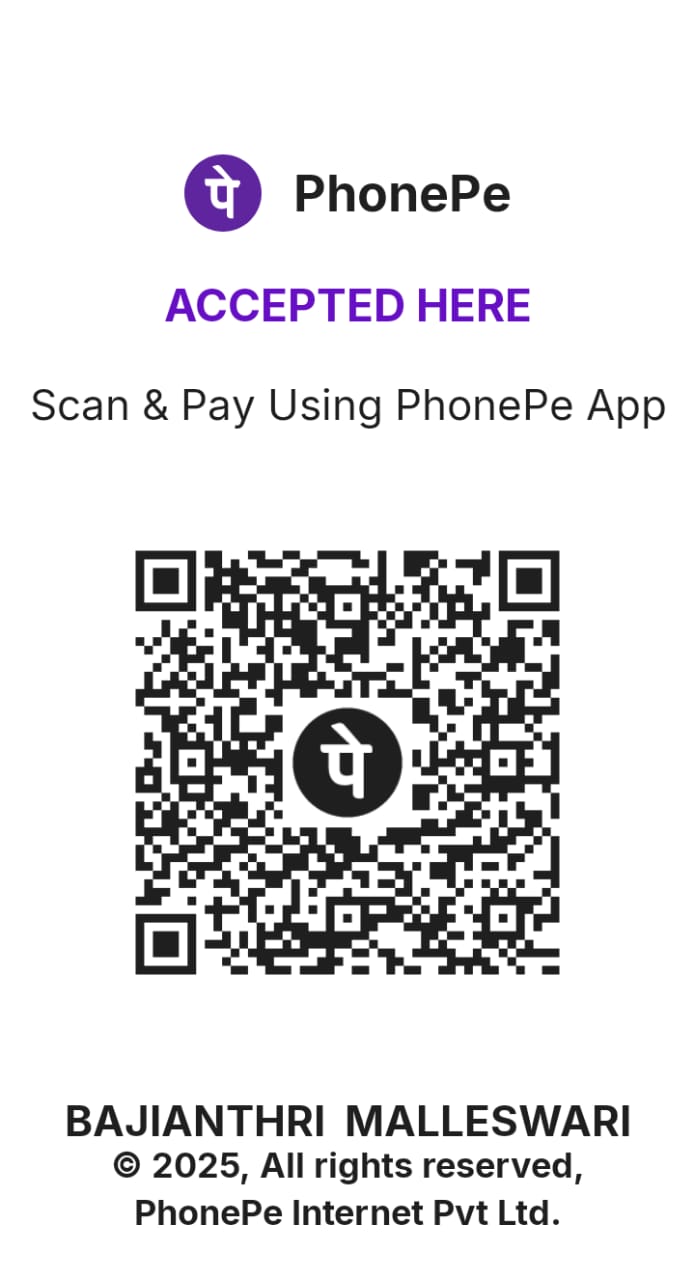 पे PhonePe
ACCEPTED HERE
Scan & Pay Using PhonePe App
पे
BAJIANTHRI MALLESWARI
© 2025, All rights reserved,
PhonePe Internet Pvt Ltd.